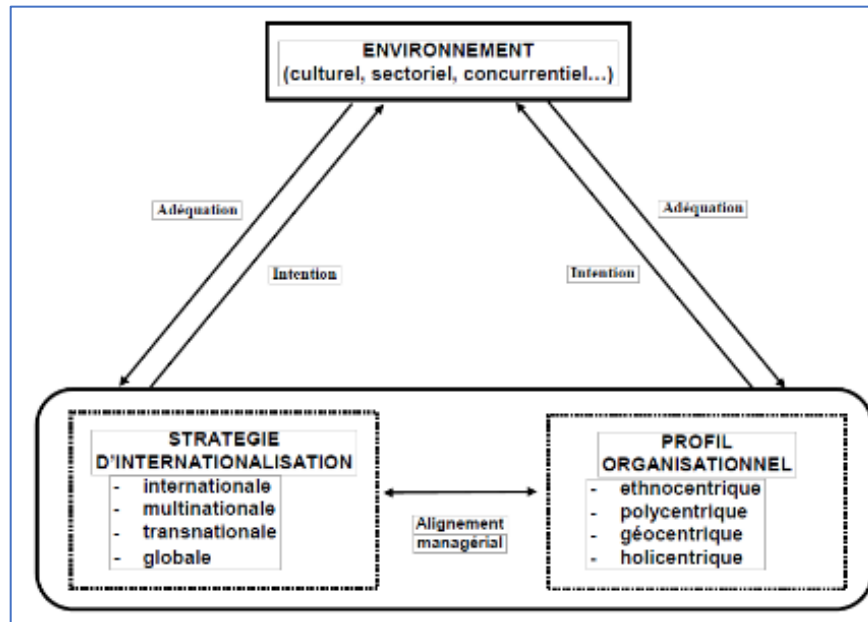 ENVIRONNEMENT
(culturel, sectoriel, concurrentiel…)
Adéquation
Adéquation
Intention
Intention
STRATEGIE
D'INTERNATIONALISATION
- internationale
- multinationale
- transnationale
- globale
Alignement
managérial
PROFIL
ORGANISATIONNEL
- ethnocentrique
- polycentrique
- géocentrique
- holicentrique